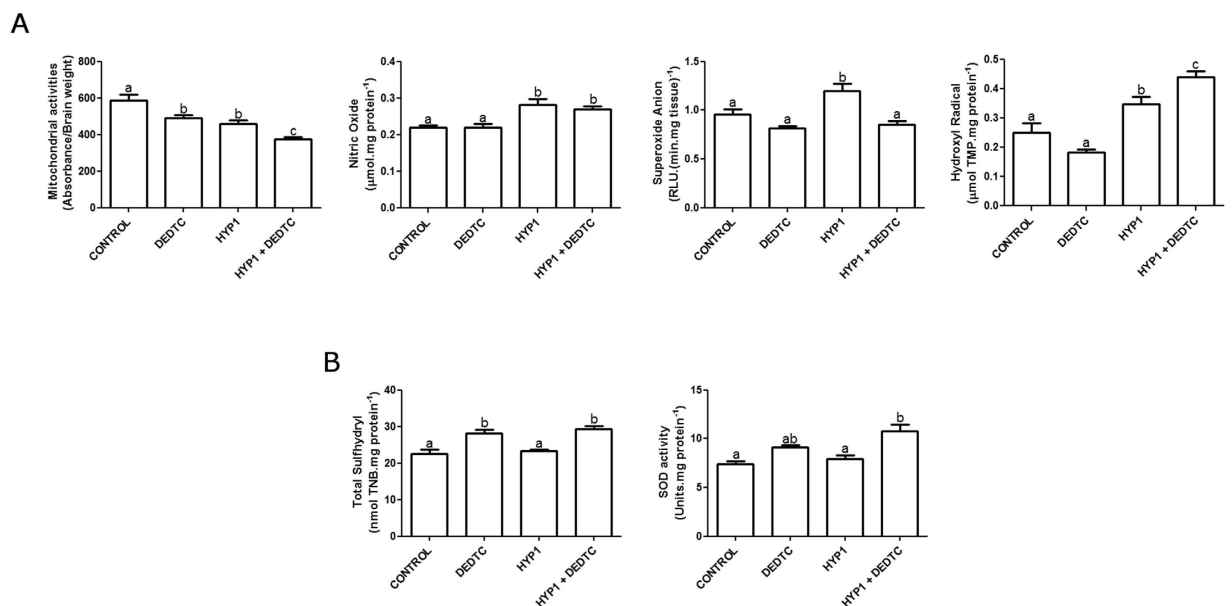 A
Mitochondrial activities
(Absorbance/Brain weight)
800
600
400
200
0
a
b
b
c
CONTROL
DEDTC
HYP1
HYP1 + DEDTC
Nitric Oxide
(µmol.mg protein⁻¹)
0.4
0.3
0.2
0.1
0.0
a
a
b
b
CONTROL
DEDTC
HYP1
HYP1 + DEDTC
Superoxide Anion
(RLU.(min.mg tissue)⁻¹
1.5
1.0
0.5
0.0
a
a
b
a
CONTROL
DEDTC
HYP1
HYP1 + DEDTC
Hydroxyl Radical
(µmol TMP.mg protein⁻¹)
0.5
0.4
0.3
0.2
0.1
0.0
a
a
b
c
CONTROL
DEDTC
HYP1
HYP1 + DEDTC
B
Total Sulfhydryl
(nmol TNB.mg protein⁻¹)
40
30
20
10
0
a
b
a
b
CONTROL
DEDTC
HYP1
HYP1 + DEDTC
SOD activity
(Units.mg protein⁻¹)
15
10
5
0
a
ab
a
b
CONTROL
DEDTC
HYP1
HYP1 + DEDTC